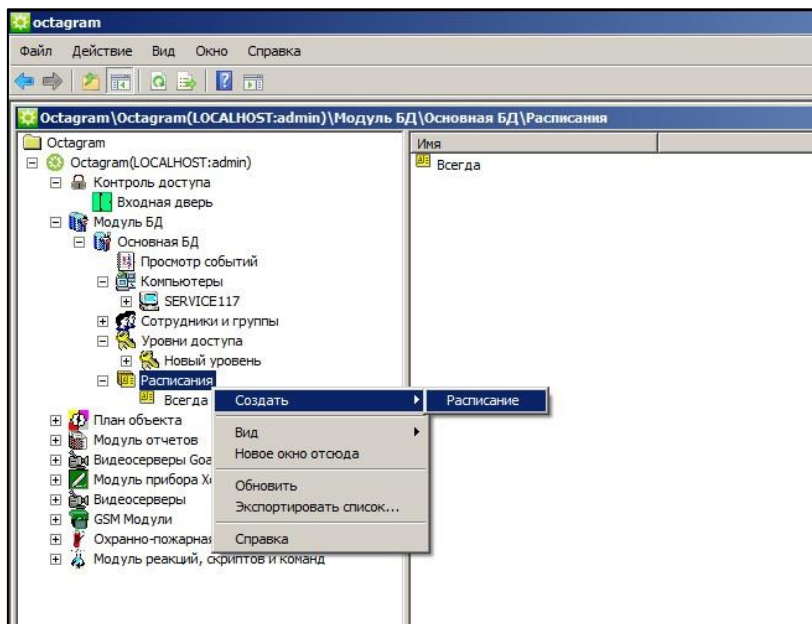 octagram
Файл Действие Вид Окно Справка
Octagram\Octagram(LOCALHOST:admin)\Модуль БД\Основная БД\Расписания
Octagram
Octagram(LOCALHOST:admin)
Контроль доступа
Входная дверь
Модуль БД
Основная БД
Просмотр событий
Компьютеры
SERVICE117
Сотрудники и группы
Уровни доступа
Новый уровень
Расписания
Всегда
План объекта
Модуль отчетов
Видеосерверы Goa
Модуль прибора
Видеосерверы
GSM Модули
Охранно-пожарная
Модуль реакций, скриптов и команд
Имя
Всегда
Создать
Расписание
Вид
Новое окно отсюда
Обновить
Экспортировать список...
Справка